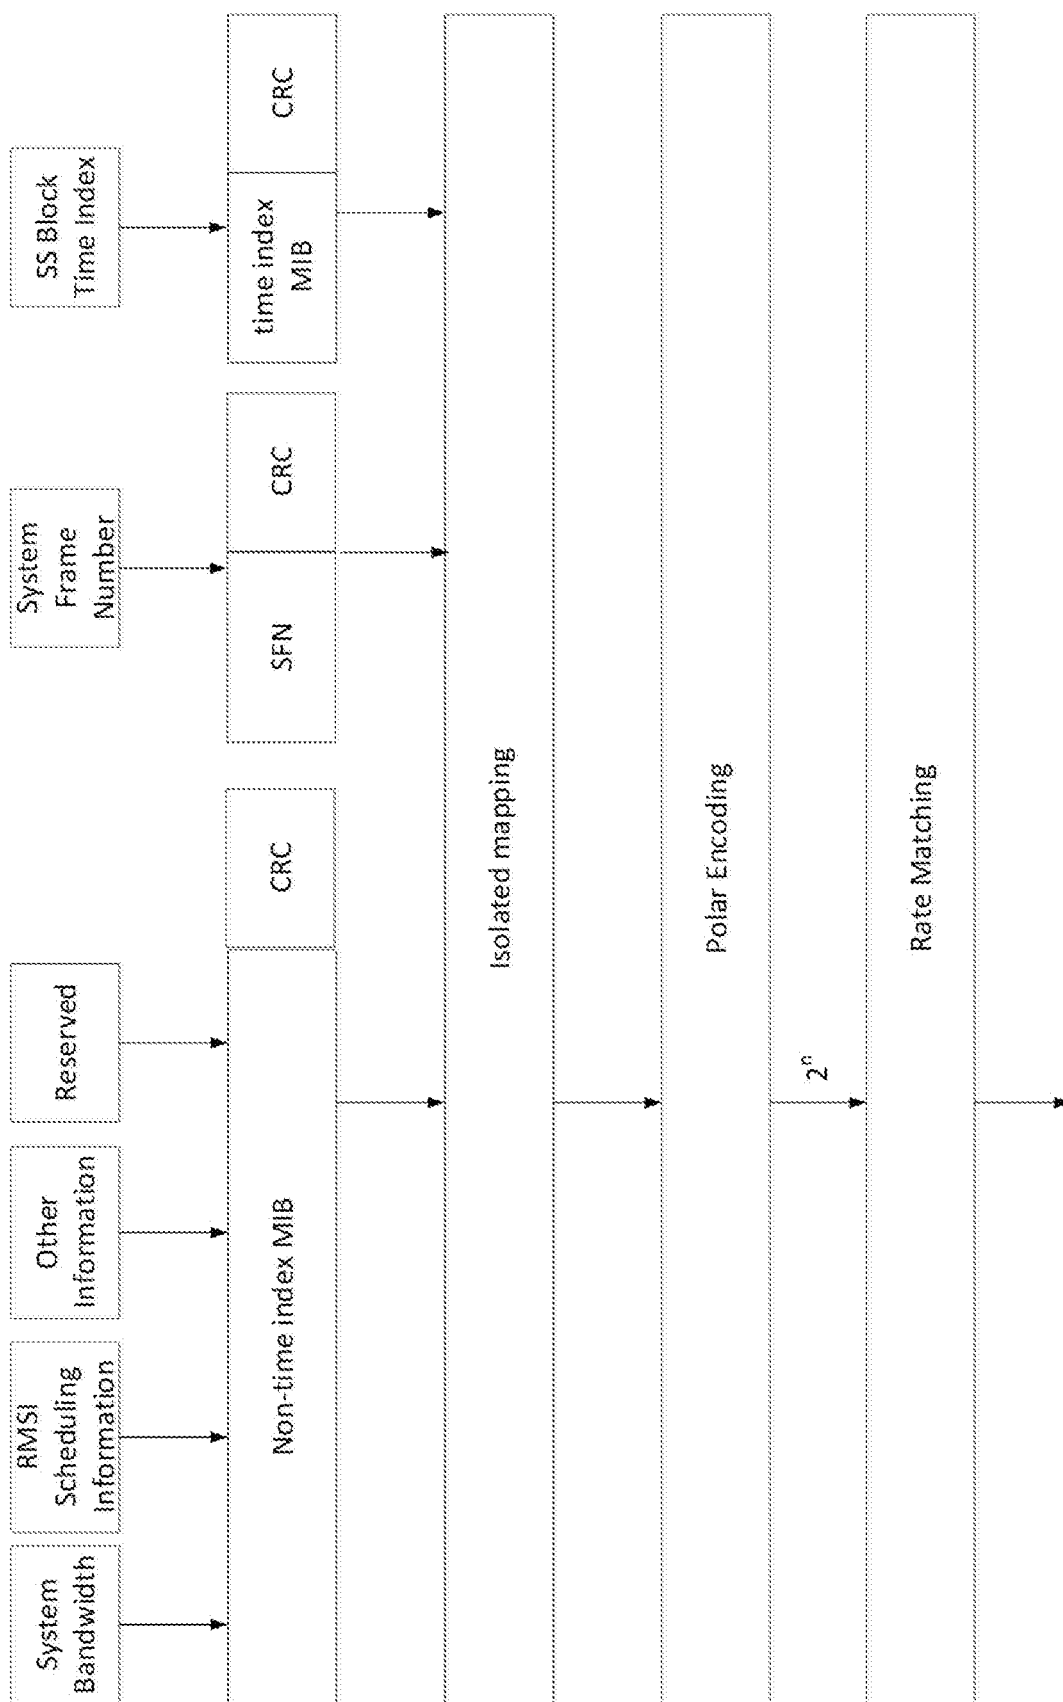 System
Bandwidth
RMSI
Scheduling
Information
Other
Information
Reserved
System
Frame
Number
SS Block
Time Index
Non-time index MIB
CRC
SFN
CRC
time index
MIB
CRC
Isolated mapping
Polar Encoding
2ⁿ
Rate Matching